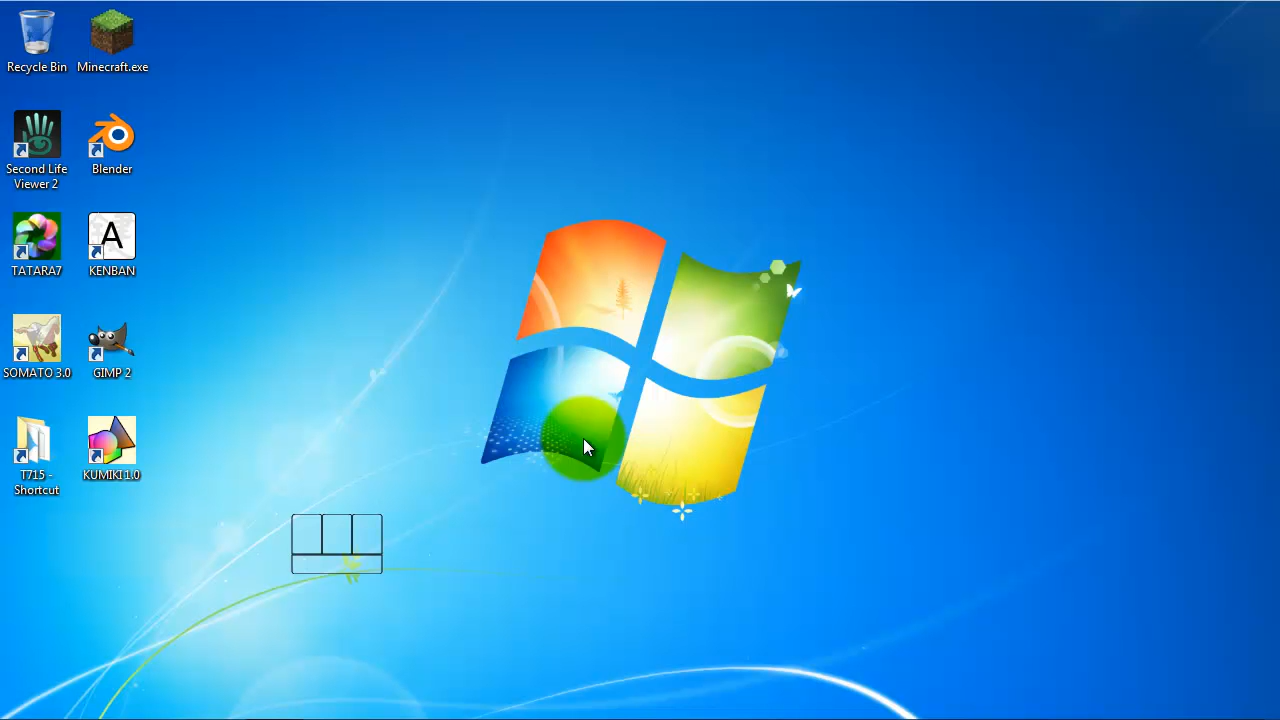 Recycle Bin
Minecraft.exe
Second Life
Viewer 2
Blender
TATARA7
A
KENBAN
SOMATO 3.0
GIMP 2
T715 -
Shortcut
KUMIKI 1.0